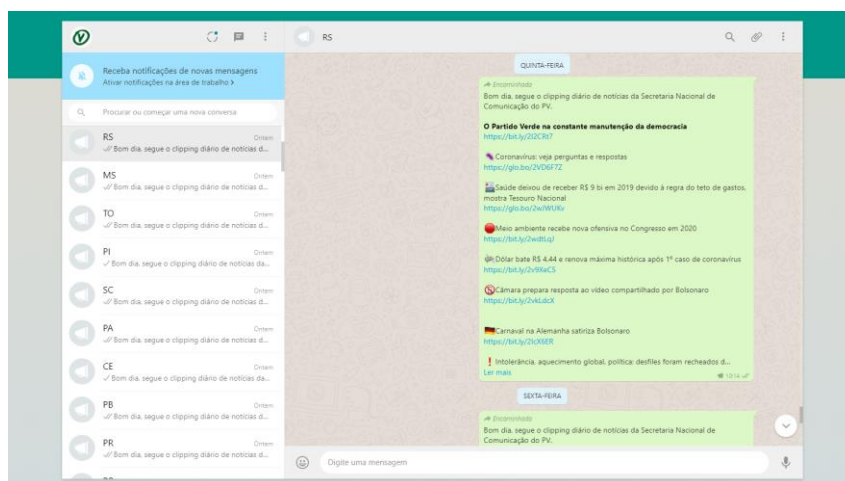 RS
Receba notificações de novas mensagens
Ativar notificações na área de trabalho >
Procurar ou começar uma nova conversa
RS Ontem
Bom dia, segue o clipping diário de notícias d...
MS Ontem
Bom dia, segue o clipping diário de notícias d...
TO Ontem
Bom dia, segue o clipping diário de notícias d...
PI Ontem
Bom dia, segue o clipping diário de notícias da...
SC Ontem
Bom dia, segue o clipping diário de notícias d...
PA Ontem
Bom dia, segue o clipping diário de notícias d...
CE Ontem
Bom dia, segue o clipping diário de notícias da...
PB Ontem
Bom dia, segue o clipping diário de notícias d...
PR Ontem
Bom dia, segue o clipping diário de notícias d...
QUINTA-FEIRA
Encaminhada
Bom dia, segue o clipping diário de notícias da Secretaria Nacional de
Comunicação do PV.
O Partido Verde na constante manutenção da democracia
https://bit.ly/2I2CRt7
Coronavírus: veja perguntas e respostas
https://glo.bo/2VD6F7Z
Saúde deixou de receber R$ 9 bi em 2019 devido à regra do teto de gastos,
mostra Tesouro Nacional
https://glo.bo/2wIWUKv
Meio ambiente recebe nova ofensiva no Congresso em 2020
https://bit.ly/2wdtLqJ
Dólar bate R$ 4,44 e renova máxima histórica após 1º caso de coronavírus
https://bit.ly/2v9XeCS
Câmara prepara resposta ao vídeo compartilhado por Bolsonaro
https://bit.ly/2vkLdcX
Carnaval na Alemanha satiriza Bolsonaro
https://bit.ly/2IcX6ER
Intolerância, aquecimento global, política: desfiles foram recheados d...
Ler mais
12:14
SEXTA-FEIRA
Encaminhada
Bom dia, segue o clipping diário de notícias da Secretaria Nacional de
Comunicação do PV.
Digite uma mensagem